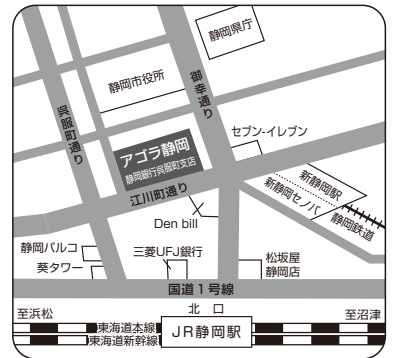 静岡県庁
静岡市役所
御幸通り
呉服町通り
セブン-イレブン
アゴラ静岡
静岡銀行呉服町支店
新静岡駅
新静岡セノバ
静岡鉄道
江川町通り
Den bill
静岡パルコ
葵タワー
三菱UFJ銀行
松坂屋
静岡店
国道1号線
至浜松
北口
至沼津
東海道本線
東海道新幹線
JR静岡駅